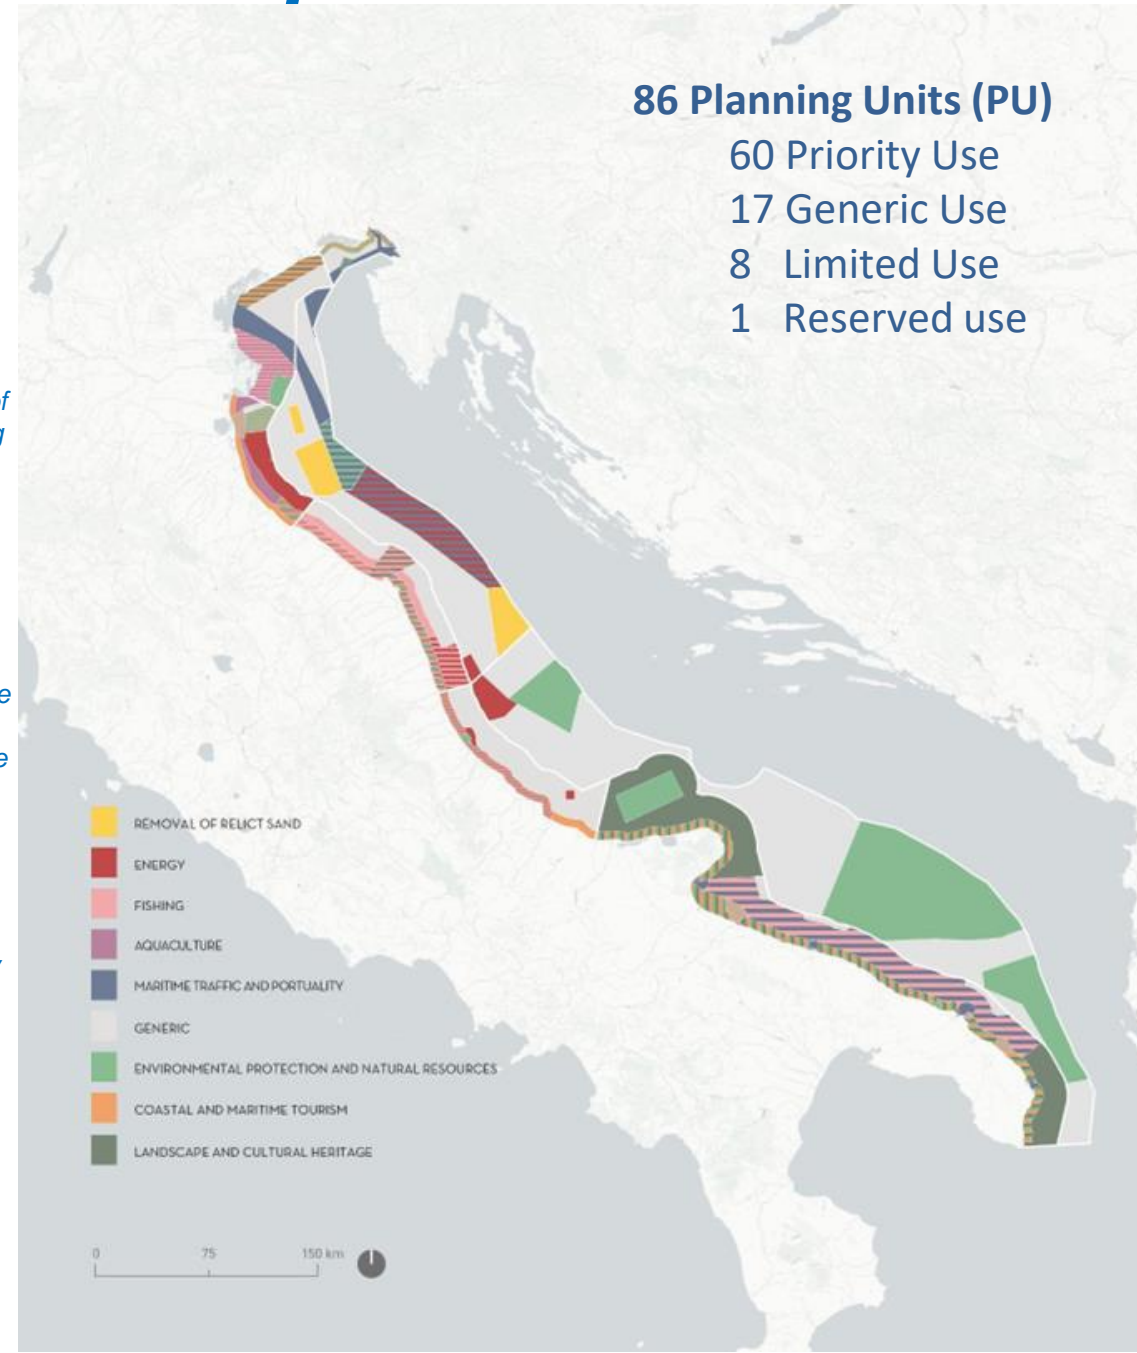 86 Planning Units (PU)
60 Priority Use
17 Generic Use
8 Limited Use
1 Reserved use
of
g
e
e
y
REMOVAL OF RELICT SAND
ENERGY
FISHING
AQUACULTURE
MARITIME TRAFFIC AND PORTUALITY
GENERIC
ENVIRONMENTAL PROTECTION AND NATURAL RESOURCES
COASTAL AND MARITIME TOURISM
LANDSCAPE AND CULTURAL HERITAGE
0 75 150 km